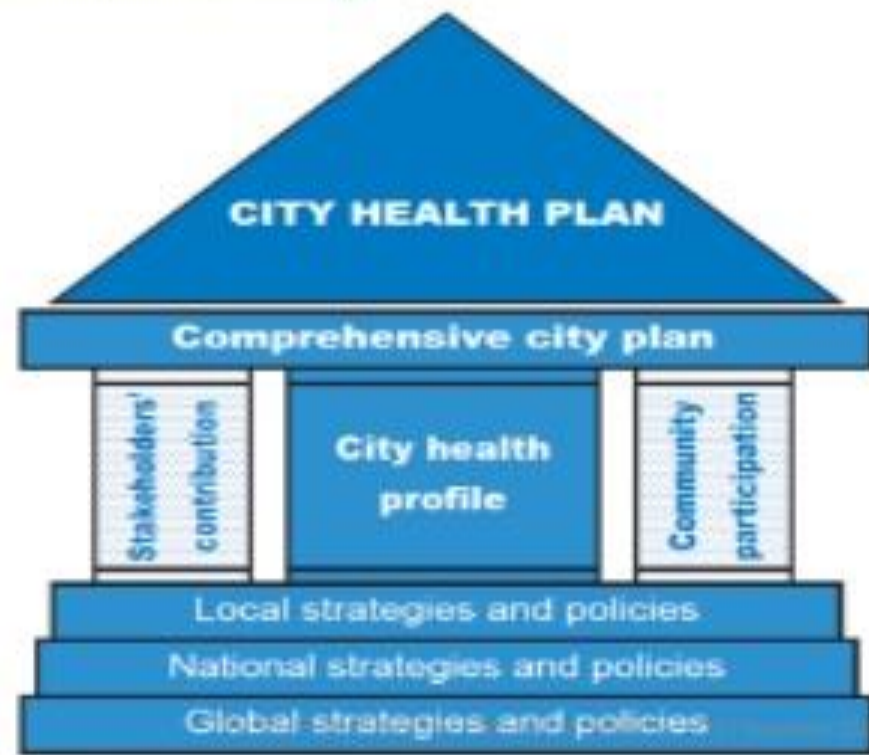 CITY HEALTH PLAN
Comprehensive city plan
Stakeholders'
contribution
City health
profile
Community
participation
Local strategies and policies
National strategies and policies
Global strategies and policies